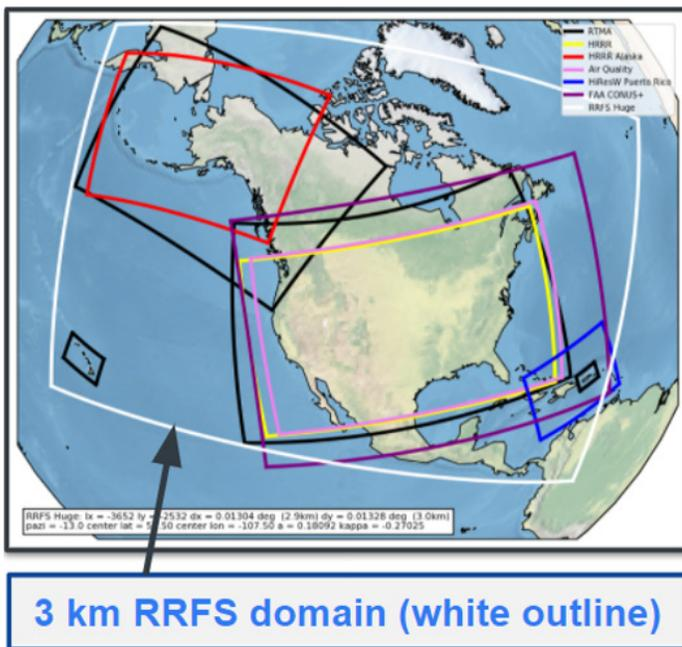 RTMA
HRRR
HRRR Alaska
Air Quality
HiResW Puerto Rico
FAA CONUS+
RRFS Huge
RRFS Huge: lx = -3652 ly = -2532 dx = 0.01304 deg (2.9km) dy = 0.01328 deg (3.0km)
pazi = -13.0 center lat = center lon = -107.50 a = 0.18092 kappa = -0.27025
3 km RRFS domain (white outline)